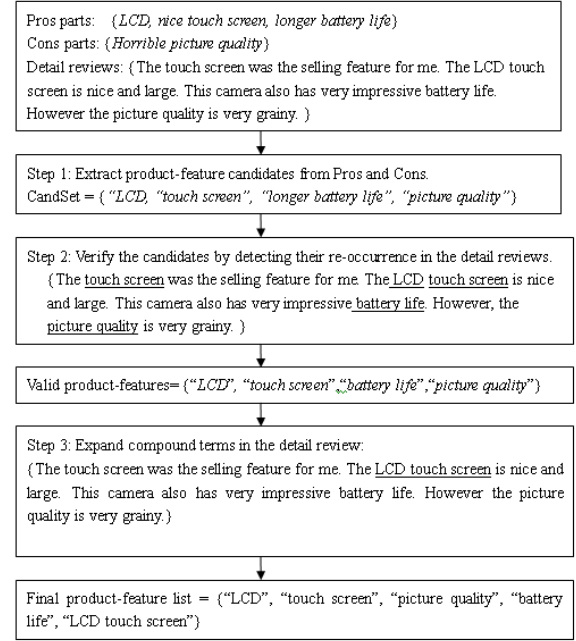 Pros parts: {LCD, nice touch screen, longer battery life}
Cons parts: {Horrible picture quality}
Detail reviews: {The touch screen was the selling feature for me. The LCD touch
screen is nice and large. This camera also has very impressive battery life.
However the picture quality is very grainy. }
Step 1: Extract product-feature candidates from Pros and Cons.
CandSet = { “LCD, “touch screen”, “longer battery life”, “picture quality”}
Step 2: Verify the candidates by detecting their re-occurrence in the detail reviews.
{The touch screen was the selling feature for me. The LCD touch screen is nice
and large. This camera also has very impressive battery life. However, the
picture quality is very grainy. }
Valid product-features= {“LCD”, “touch screen”,“battery life”,“picture quality”}
Step 3: Expand compound terms in the detail review:
{The touch screen was the selling feature for me. The LCD touch screen is nice and
large. This camera also has very impressive battery life. However the picture
quality is very grainy.}
Final product-feature list = {“LCD”, “touch screen”, “picture quality”, “battery
life”, “LCD touch screen”}